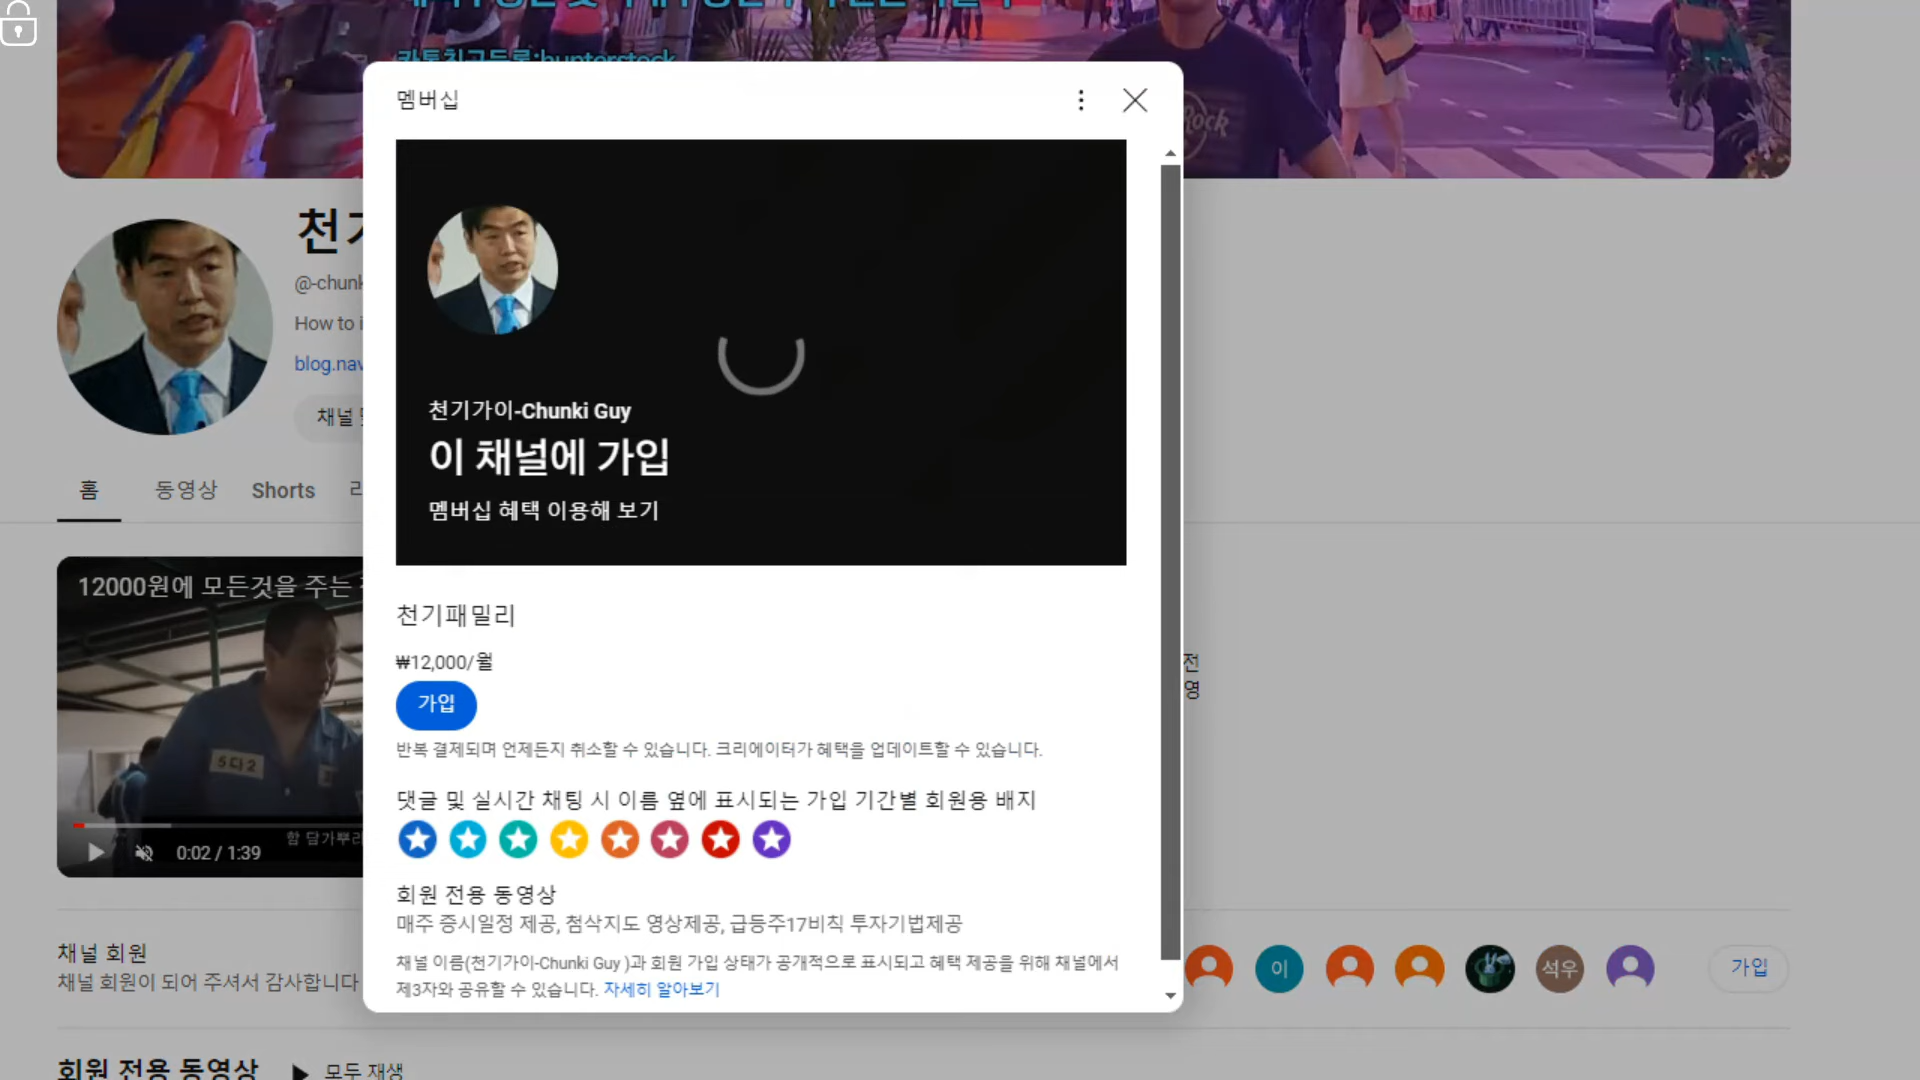 카톡친구등록:hunterstock
Rock
멤버십
천기
@-chunk
How to i
blog.nav
채널
천기가이-Chunki Guy
이 채널에 가입
멤버십 혜택 이용해 보기
홈
동영상
Shorts
12000원에 모든것을 주는
천기패밀리
₩12,000/월
가입
반복 결제되며 언제든지 취소할 수 있습니다. 크리에이터가 혜택을 업데이트할 수 있습니다.
전
영
0:02 / 1:39
댓글 및 실시간 채팅 시 이름 옆에 표시되는 가입 기간별 회원용 배지
회원 전용 동영상
매주 증시일정 제공, 첨삭지도 영상제공, 급등주17비칙 투자기법제공
채널 이름(천기가이-Chunki Guy )과 회원 가입 상태가 공개적으로 표시되고 혜택 제공을 위해 채널에서
제3자와 공유할 수 있습니다. 자세히 알아보기
채널 회원
채널 회원이 되어 주셔서 감사합니다
이
석우
가입
회원 전용 동영상
모두 재생